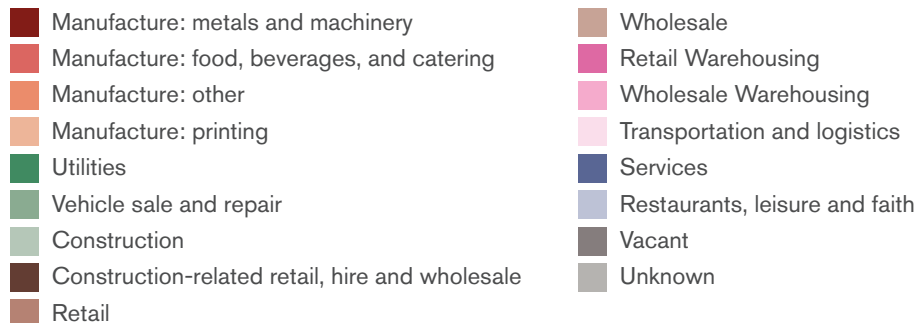 Manufacture: metals and machinery
Manufacture: food, beverages, and catering
Manufacture: other
Manufacture: printing
Utilities
Vehicle sale and repair
Construction
Construction-related retail, hire and wholesale
Retail
Wholesale
Retail Warehousing
Wholesale Warehousing
Transportation and logistics
Services
Restaurants, leisure and faith
Vacant
Unknown